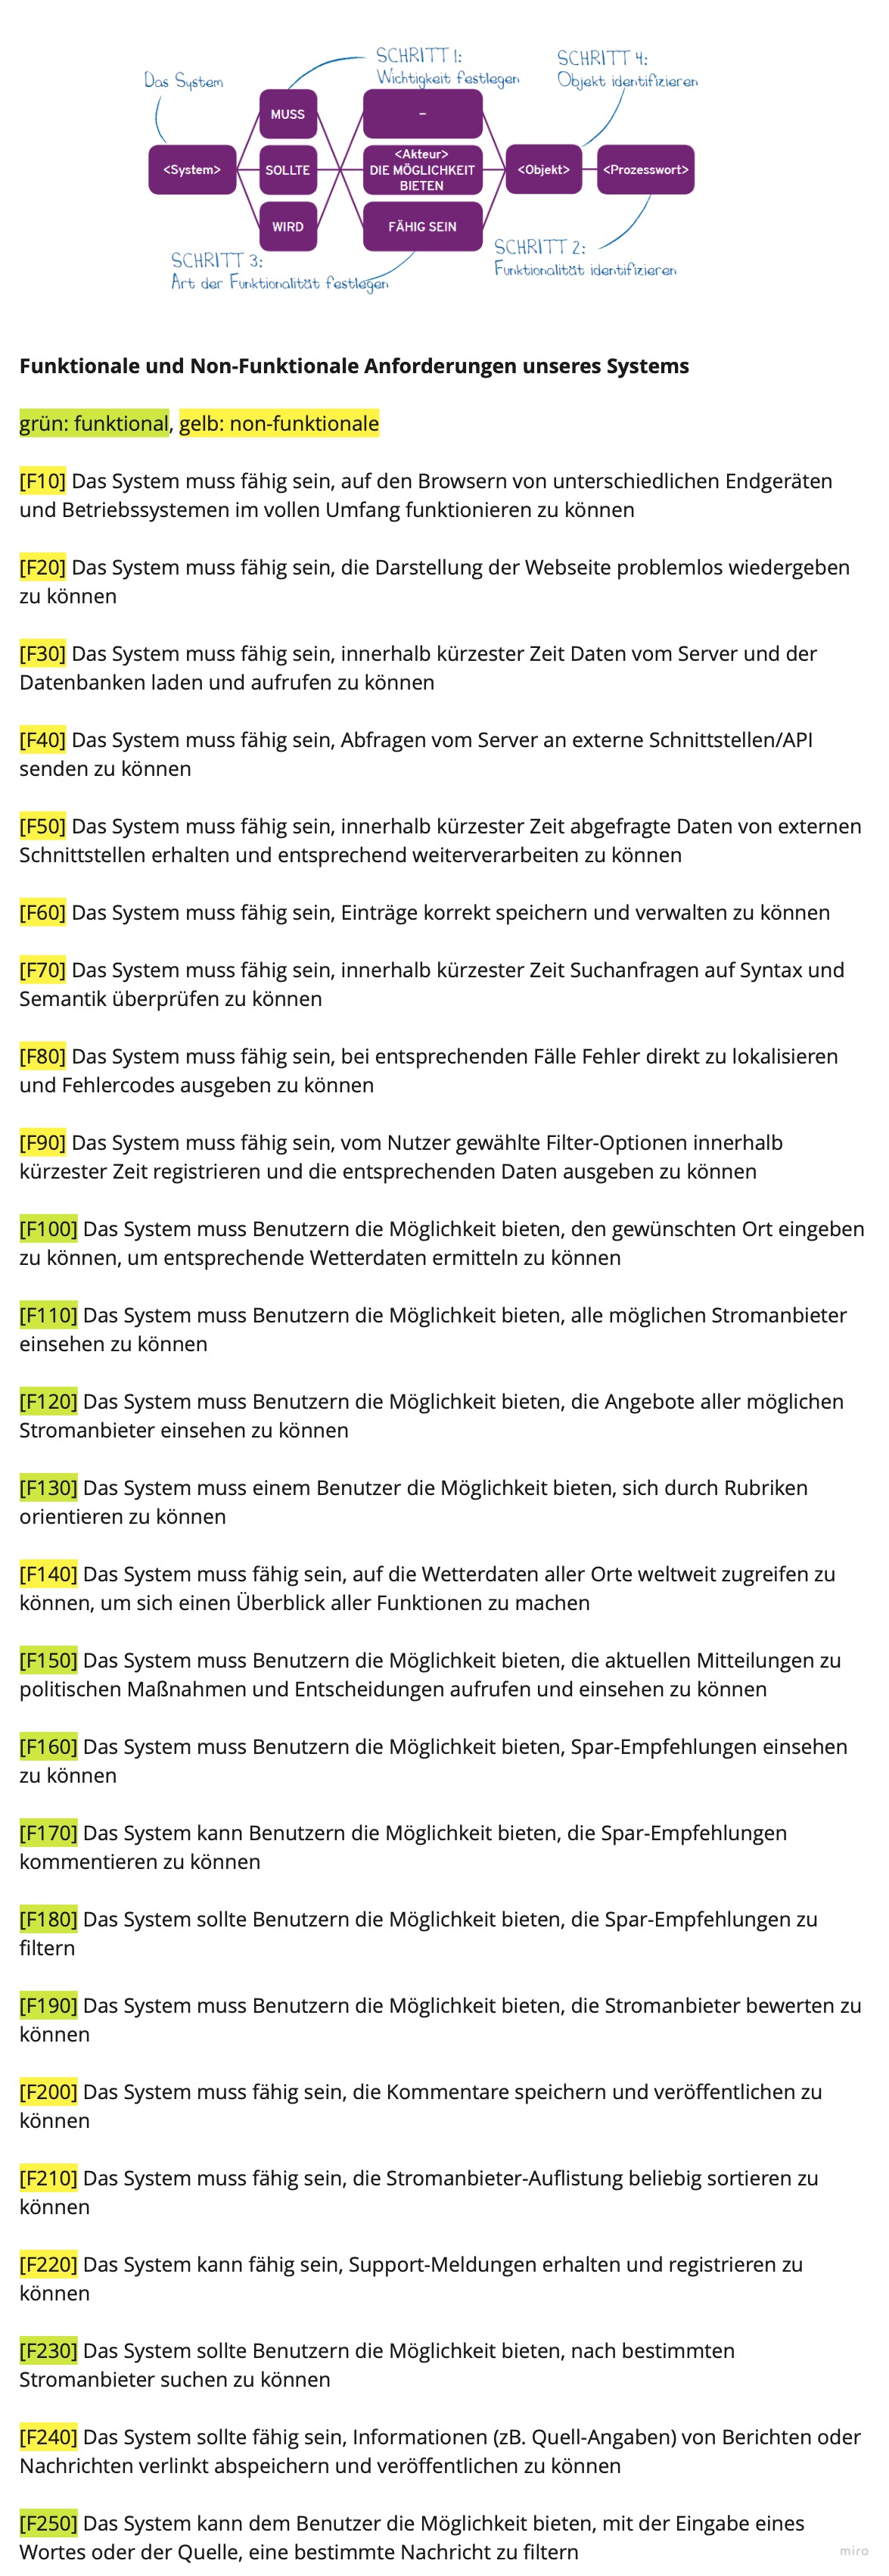 SCHRITT 1:
Wichtigkeit festlegen
SCHRITT 4:
Objekt identifizieren
Das System
MUSS
–
<System>
SOLLTE
<Akteur>
DIE MÖGLICHKEIT
BIETEN
<Objekt>
<Prozesswort>
WIRD
FÄHIG SEIN
SCHRITT 3:
Art der Funktionalität festlegen
SCHRITT 2:
Funktionalität identifizieren
Funktionale und Non-Funktionale Anforderungen unseres Systems
grün: funktional, gelb: non-funktionale
[F10] Das System muss fähig sein, auf den Browsern von unterschiedlichen Endgeräten
und Betriebssystemen im vollen Umfang funktionieren zu können
[F20] Das System muss fähig sein, die Darstellung der Webseite problemlos wiedergeben
zu können
[F30] Das System muss fähig sein, innerhalb kürzester Zeit Daten vom Server und der
Datenbanken laden und aufrufen zu können
[F40] Das System muss fähig sein, Abfragen vom Server an externe Schnittstellen/API
senden zu können
[F50] Das System muss fähig sein, innerhalb kürzester Zeit abgefragte Daten von externen
Schnittstellen erhalten und entsprechend weiterverarbeiten zu können
[F60] Das System muss fähig sein, Einträge korrekt speichern und verwalten zu können
[F70] Das System muss fähig sein, innerhalb kürzester Zeit Suchanfragen auf Syntax und
Semantik überprüfen zu können
[F80] Das System muss fähig sein, bei entsprechenden Fälle Fehler direkt zu lokalisieren
und Fehlercodes ausgeben zu können
[F90] Das System muss fähig sein, vom Nutzer gewählte Filter-Optionen innerhalb
kürzester Zeit registrieren und die entsprechenden Daten ausgeben zu können
[F100] Das System muss Benutzern die Möglichkeit bieten, den gewünschten Ort eingeben
zu können, um entsprechende Wetterdaten ermitteln zu können
[F110] Das System muss Benutzern die Möglichkeit bieten, alle möglichen Stromanbieter
einsehen zu können
[F120] Das System muss Benutzern die Möglichkeit bieten, die Angebote aller möglichen
Stromanbieter einsehen zu können
[F130] Das System muss einem Benutzer die Möglichkeit bieten, sich durch Rubriken
orientieren zu können
[F140] Das System muss fähig sein, auf die Wetterdaten aller Orte weltweit zugreifen zu
können, um sich einen Überblick aller Funktionen zu machen
[F150] Das System muss Benutzern die Möglichkeit bieten, die aktuellen Mitteilungen zu
politischen Maßnahmen und Entscheidungen aufrufen und einsehen zu können
[F160] Das System muss Benutzern die Möglichkeit bieten, Spar-Empfehlungen einsehen
zu können
[F170] Das System kann Benutzern die Möglichkeit bieten, die Spar-Empfehlungen
kommentieren zu können
[F180] Das System sollte Benutzern die Möglichkeit bieten, die Spar-Empfehlungen zu
filtern
[F190] Das System muss Benutzern die Möglichkeit bieten, die Stromanbieter bewerten zu
können
[F200] Das System muss fähig sein, die Kommentare speichern und veröffentlichen zu
können
[F210] Das System muss fähig sein, die Stromanbieter-Auflistung beliebig sortieren zu
können
[F220] Das System kann fähig sein, Support-Meldungen erhalten und registrieren zu
können
[F230] Das System sollte Benutzern die Möglichkeit bieten, nach bestimmten
Stromanbieter suchen zu können
[F240] Das System sollte fähig sein, Informationen (zB. Quell-Angaben) von Berichten oder
Nachrichten verlinkt abspeichern und veröffentlichen zu können
[F250] Das System kann dem Benutzer die Möglichkeit bieten, mit der Eingabe eines
Wortes oder der Quelle, eine bestimmte Nachricht zu filtern
miro